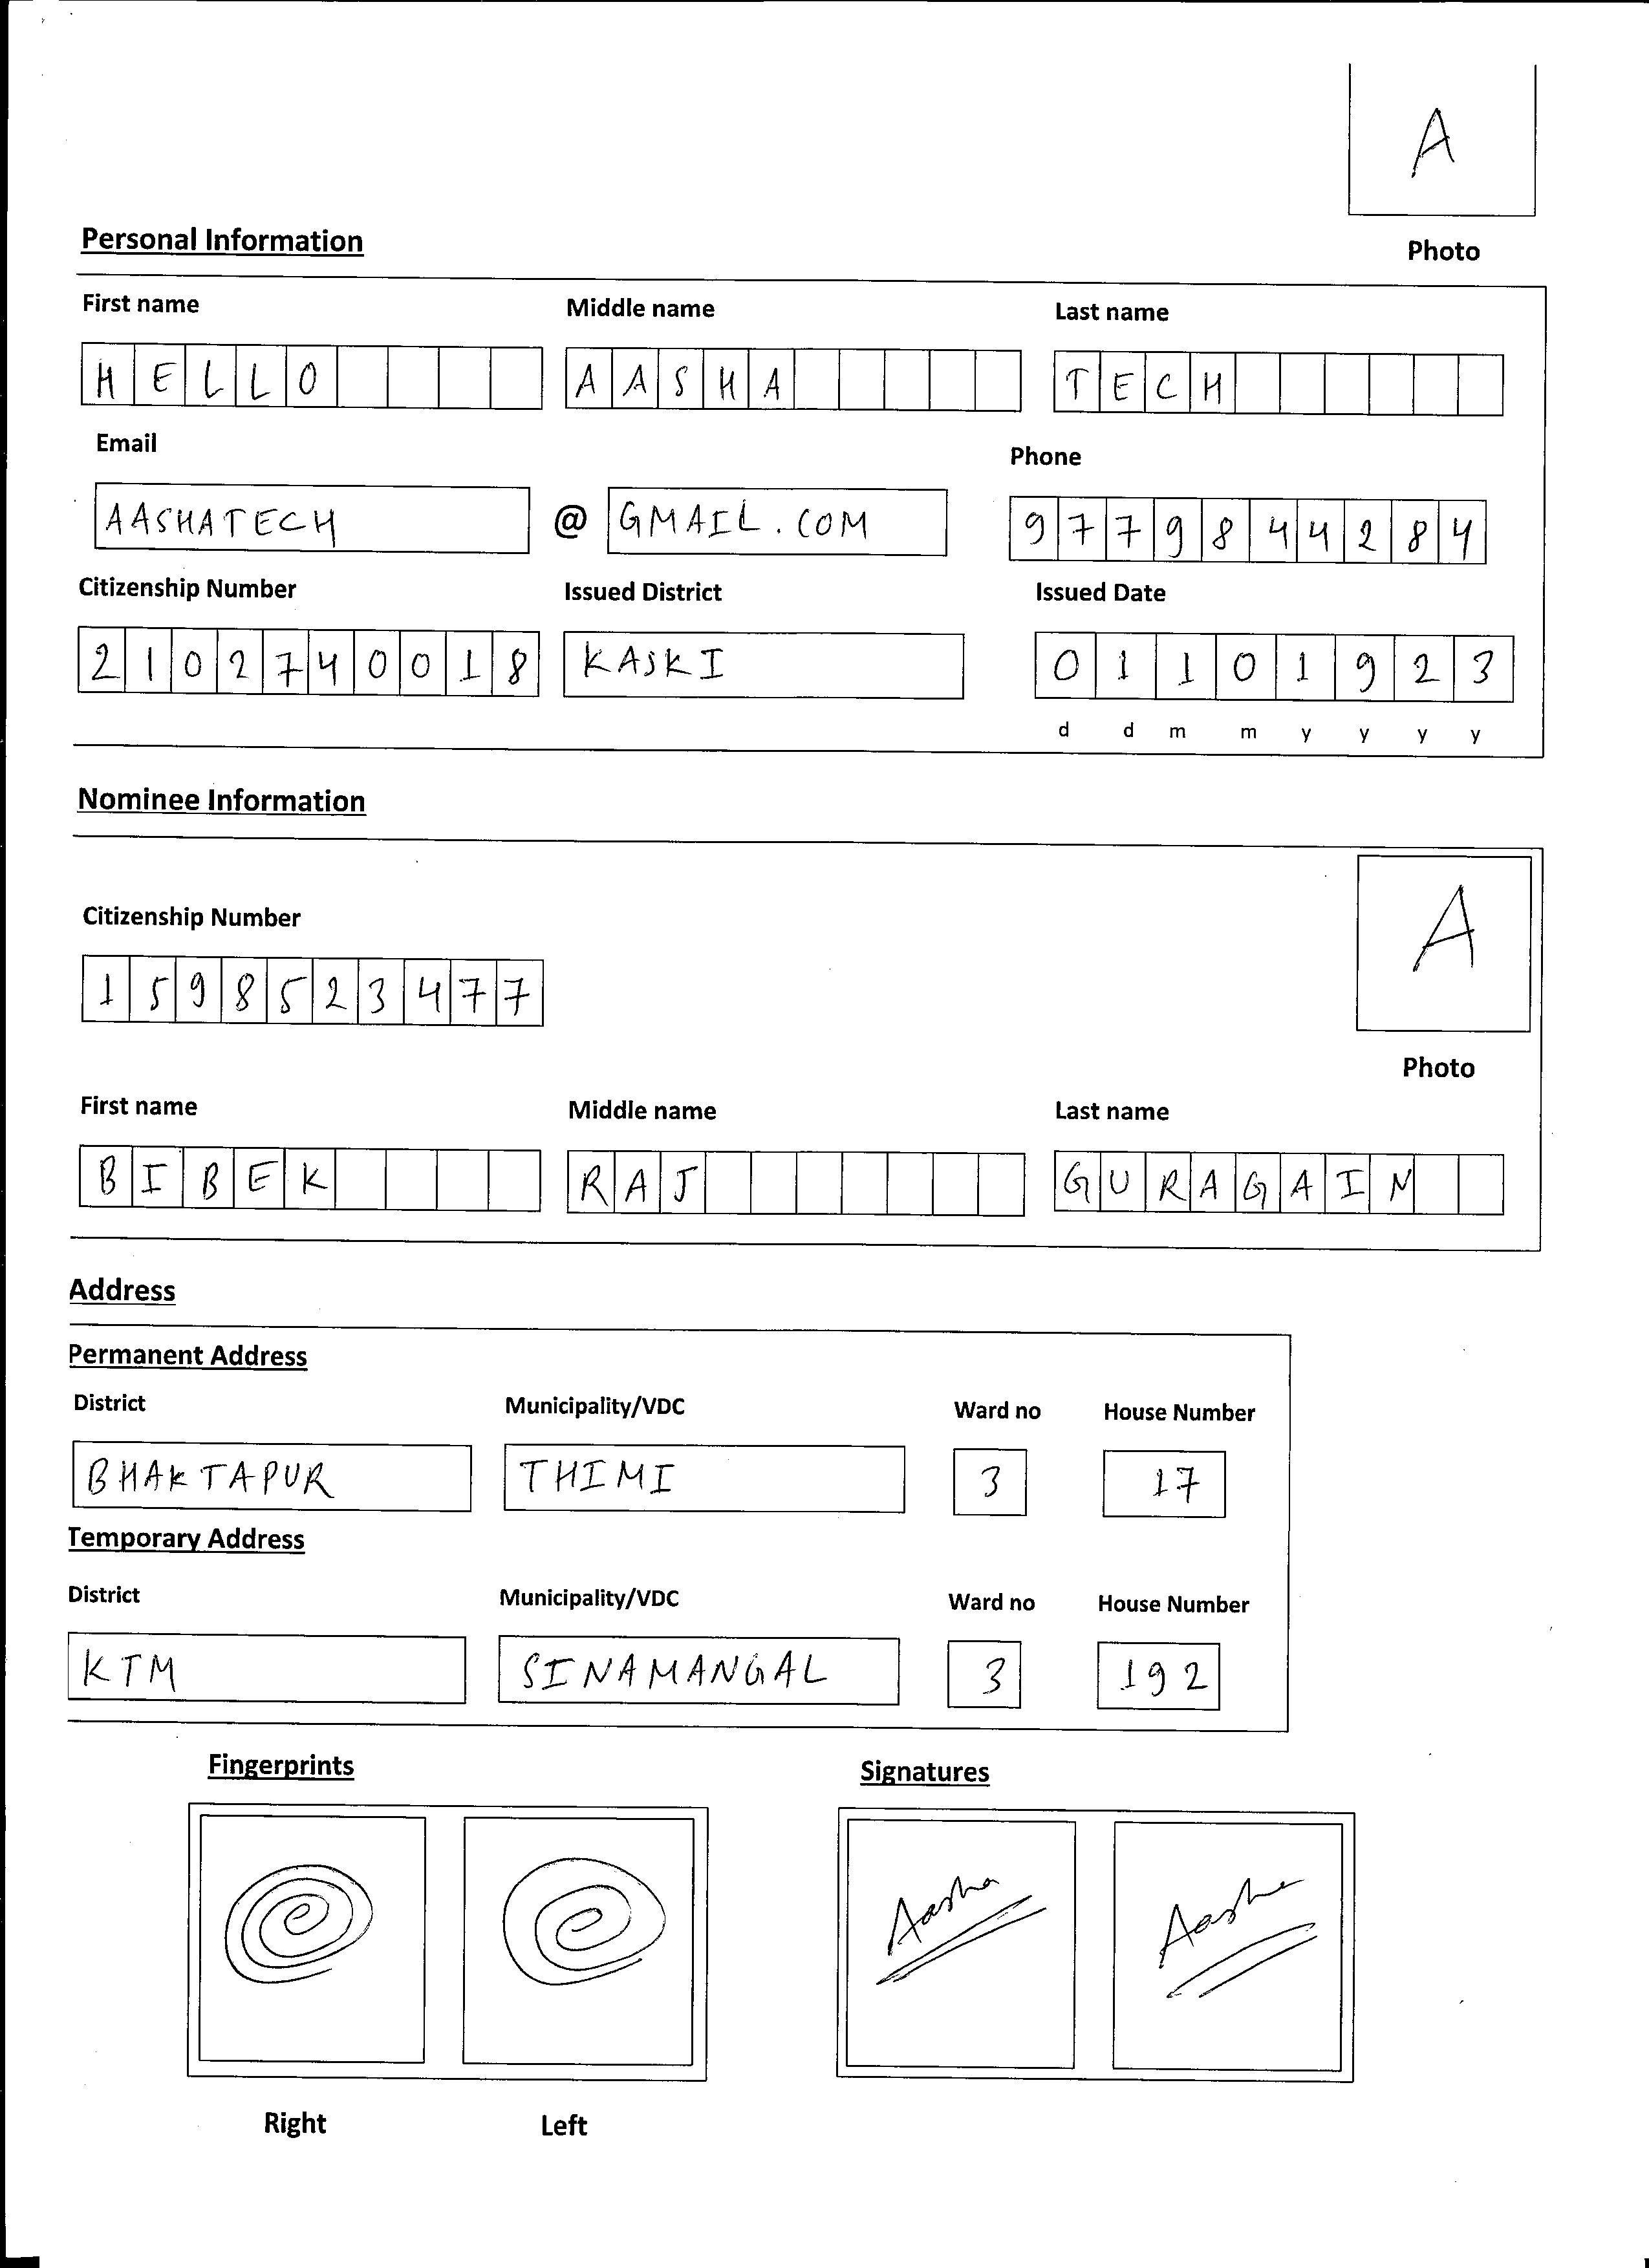 A
Personal Information
Photo
First name Middle name Last name
HELLO AASHA TECH
Email Phone
AASHATECH @ GMAIL.COM 9779844284
Citizenship Number Issued District Issued Date
2102740018 KASKI 01101923
d d m m y y y y
Nominee Information
A
Citizenship Number
1598523477
Photo
First name Middle name Last name
BIBEK RAJ GURAGAIN
Address
Permanent Address
District Municipality/VDC Ward no House Number
BHAKTAPUR THIMI 3 17
Temporary Address
District Municipality/VDC Ward no House Number
KTM SINAMANGAL 3 192
Fingerprints Signatures
Aasha Aasha
Right Left